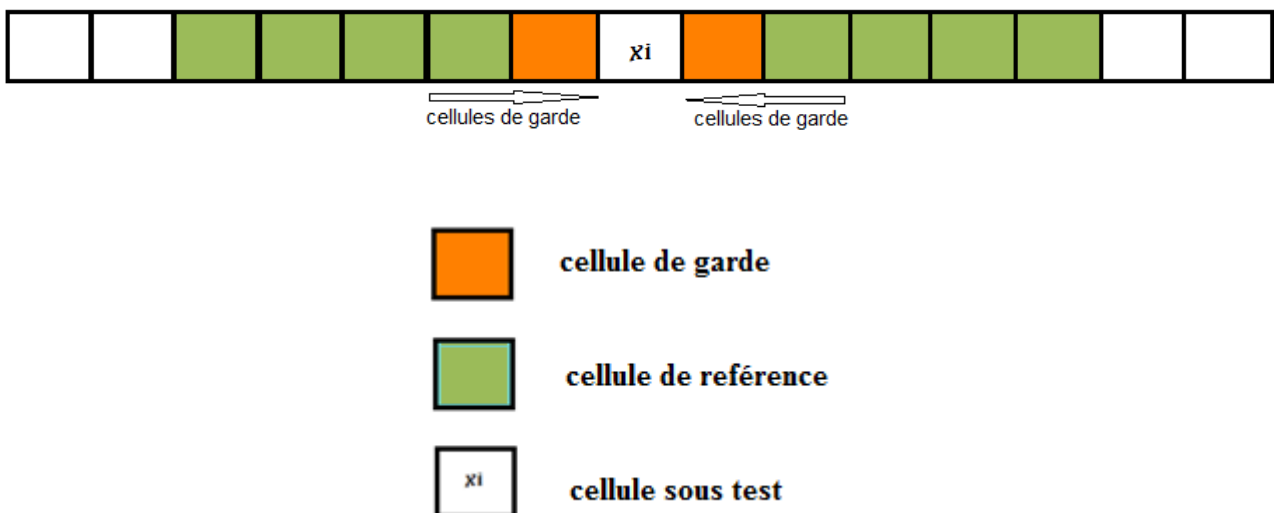 xi
cellules de garde
cellules de garde
cellule de garde
cellule de reférence
xi
cellule sous test